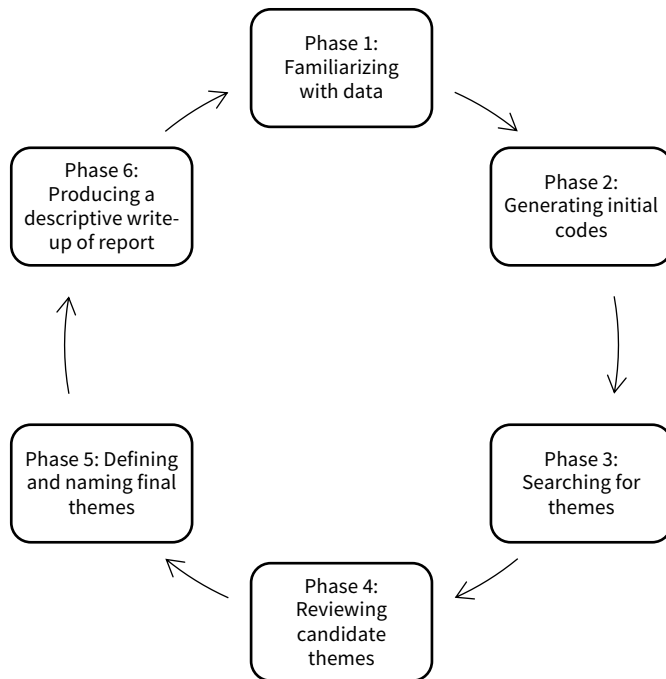 Phase 1:
Familiarizing
with data
Phase 2:
Generating initial
codes
Phase 3:
Searching for
themes
Phase 4:
Reviewing
candidate
themes
Phase 5: Defining
and naming final
themes
Phase 6:
Producing a
descriptive write-
up of report